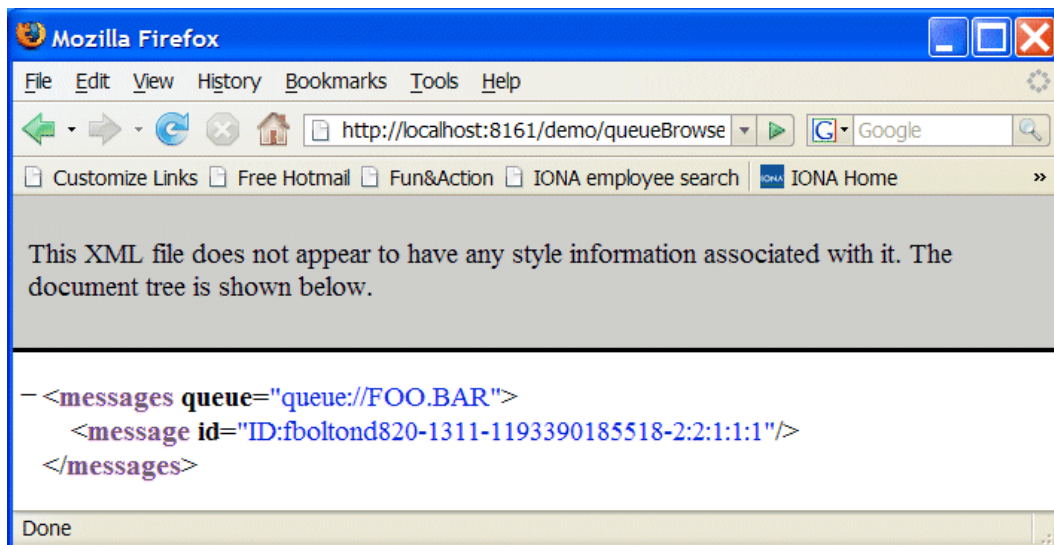 Mozilla Firefox
File Edit View History Bookmarks Tools Help
http://localhost:8161/demo/queueBrowse G Google
Customize Links Free Hotmail Fun&Action IONA employee search IONA IONA Home »
This XML file does not appear to have any style information associated with it. The
document tree is shown below.
− <messages queue="queue://FOO.BAR">
<message id="ID:fboltond820-1311-1193390185518-2:2:1:1:1"/>
</messages>
Done